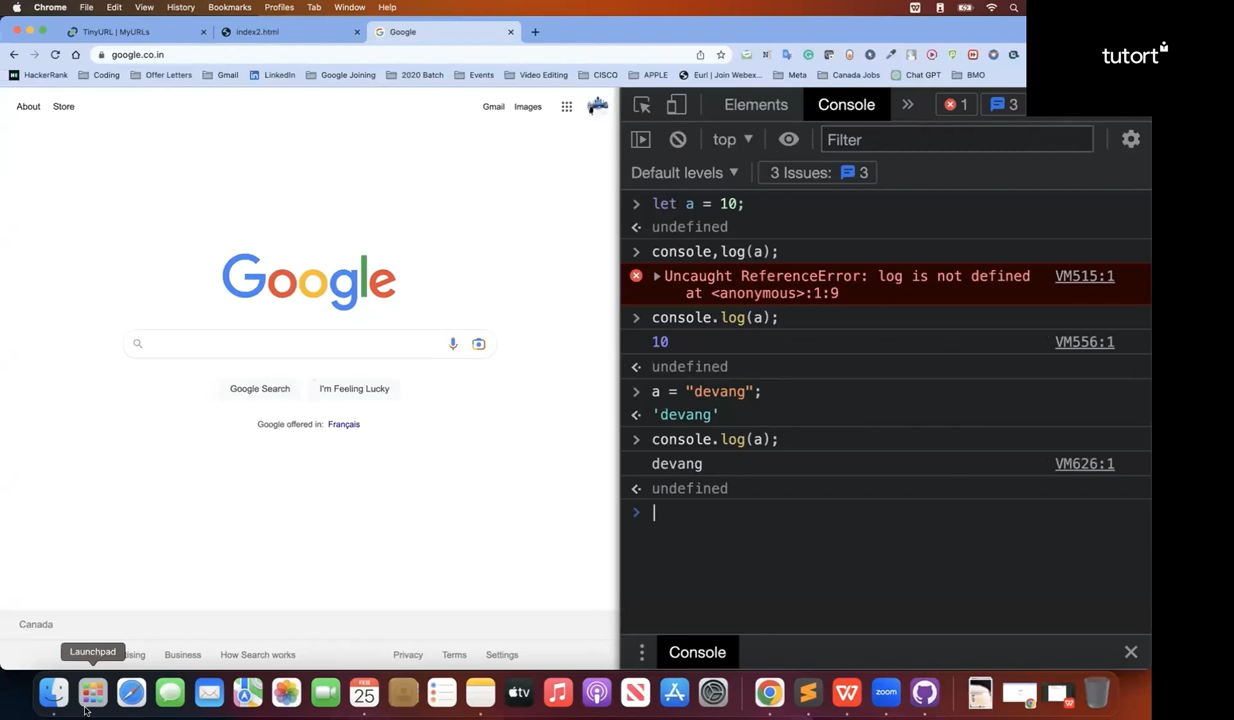 Chrome File Edit View History Bookmarks Profiles Tab Window Help
TinyURL | MyURLs
index2.html
Google
google.co.in
HackerRank Coding Offer Letters Gmail LinkedIn Google Joining 2020 Batch Events Video Editing CISCO APPLE Eurl | Join Webex... Meta Canada Jobs Chat GPT BMO
tutort
About Store
Gmail Images
Google
Google Search I'm Feeling Lucky
Google offered in: Français
Canada
Business How Search works
Privacy Terms Settings
Launchpad
Elements Console » 1 3
top Filter
Default levels 3 Issues: 3
let a = 10;
undefined
console,log(a);
Uncaught ReferenceError: log is not defined VM515:1
at <anonymous>:1:9
console.log(a);
10 VM556:1
undefined
a = "devang";
'devang'
console.log(a);
devang VM626:1
undefined
Console
FEB
25
tv
zoom